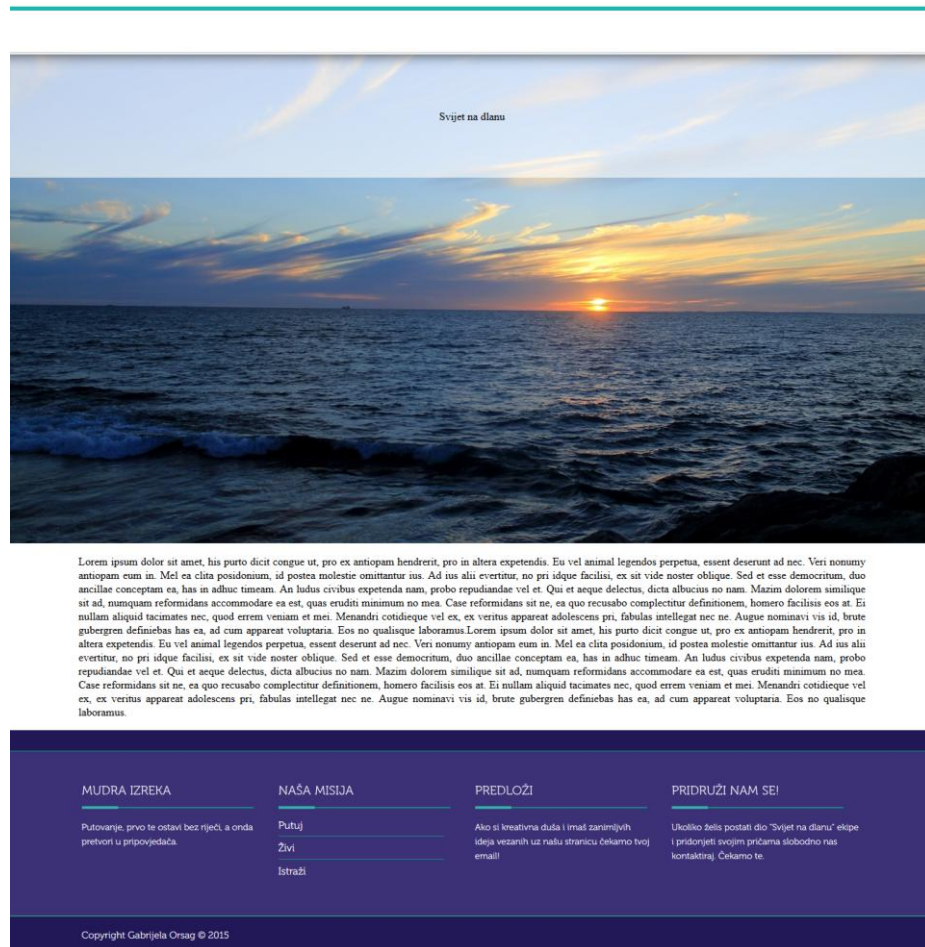 Svijet na dlanu
Lorem ipsum dolor sit amet, his purto dicit congue ut, pro ex antiopam hendrerit, pro in altera expetendis. Eu vel animal legendos perpetua, essent deserunt ad nec. Veri nonumy
antiopam eum in. Mel ea clita posidonium, id postea molestie omittantur ius. Ad ius alii evertitur, no pri idque facilisi, ex sit vide noster oblique. Sed et esse democritum, duo
ancillae conceptam ea, has in adhuc timeam. An ludus civibus expetenda nam, probo repudiandae vel et. Qui et aeque delectus, dicta albucius no nam. Mazim dolorem similique
sit ad, numquam reformidans accommodare ea est, quas eruditi minimum no mea. Case reformidans sit ne, ea quo recusabo complectitur definitionem, homero facilisis eos at. Ei
nullam aliquid tacimates nec, quod errem veniam et mei. Menandri cotidieque vel ex, ex veritus appareat adolescens pri, fabulas intellegat nec ne. Augue nominavi vis id, brute
gubergren definiebas has ea, ad cum appareat voluptaria. Eos no qualisque laboramus.Lorem ipsum dolor sit amet, his purto dicit congue ut, pro ex antiopam hendrerit, pro in
altera expetendis. Eu vel animal legendos perpetua, essent deserunt ad nec. Veri nonumy antiopam eum in. Mel ea clita posidonium, id postea molestie omittantur ius. Ad ius alii
evertitur, no pri idque facilisi, ex sit vide noster oblique. Sed et esse democritum, duo ancillae conceptam ea, has in adhuc timeam. An ludus civibus expetenda nam, probo
repudiandae vel et. Qui et aeque delectus, dicta albucius no nam. Mazim dolorem similique sit ad, numquam reformidans accommodare ea est, quas eruditi minimum no mea.
Case reformidans sit ne, ea quo recusabo complectitur definitionem, homero facilisis eos at. Ei nullam aliquid tacimates nec, quod errem veniam et mei. Menandri cotidieque vel
ex, ex veritus appareat adolescens pri, fabulas intellegat nec ne. Augue nominavi vis id, brute gubergren definiebas has ea, ad cum appareat voluptaria. Eos no qualisque
laboramus.
MUDRA IZREKA
Putovanje, prvo te ostavi bez riječi, a onda
pretvori u pripovjedača.
NAŠA MISIJA
Putuj
Živi
Istraži
PREDLOŽI
Ako si kreativna duša i imaš zanimljvih
ideja vezanih uz našu stranicu čekamo tvoj
email!
PRIDRUŽI NAM SE!
Ukoliko želis postati dio "Svijet na dlanu" ekipe
i pridonjeti svojim pričama slobodno nas
kontaktiraj. Čekamo te.
Copyright Gabrijela Orsag © 2015